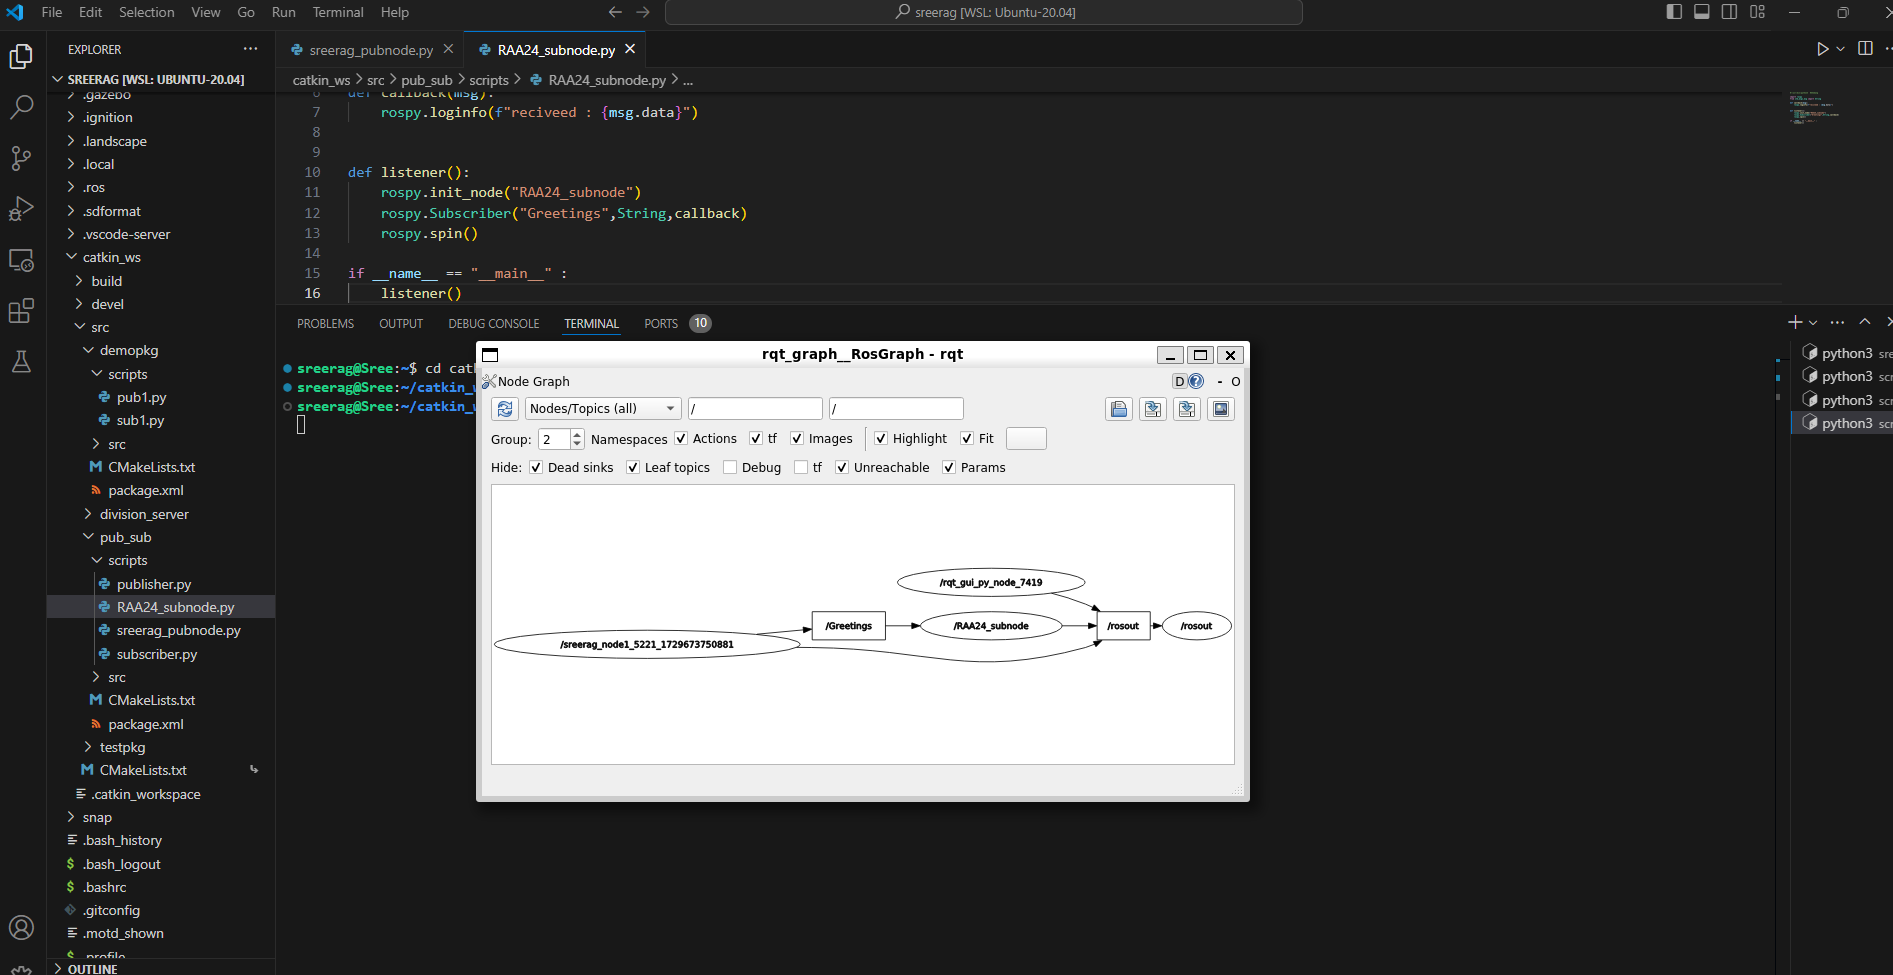 File Edit Selection View Go Run Terminal Help
sreerag [WSL: Ubuntu-20.04]
EXPLORER
SREERAG [WSL: UBUNTU-20.04]
.gazebo
.ignition
.landscape
.local
.ros
.sdformat
.vscode-server
catkin_ws
build
devel
src
demopkg
scripts
pub1.py
sub1.py
src
CMakeLists.txt
package.xml
division_server
pub_sub
scripts
publisher.py
RAA24_subnode.py
sreerag_pubnode.py
subscriber.py
src
CMakeLists.txt
package.xml
testpkg
CMakeLists.txt
.catkin_workspace
snap
.bash_history
.bash_logout
.bashrc
.gitconfig
.motd_shown
.profile
OUTLINE
sreerag_pubnode.py RAA24_subnode.py
catkin_ws > src > pub_sub > scripts > RAA24_subnode.py > ...
6 def callback(msg):
7 rospy.loginfo(f"reciveed : {msg.data}")
8
9
10 def listener():
11 rospy.init_node("RAA24_subnode")
12 rospy.Subscriber("Greetings",String,callback)
13 rospy.spin()
14
15 if __name__ == "__main__" :
16 listener()
PROBLEMS OUTPUT DEBUG CONSOLE TERMINAL PORTS 10
sreerag@Sree:~$ cd cat
sreerag@Sree:~/catkin_w
sreerag@Sree:~/catkin_w
python3 sre
python3 scr
python3 scr
python3 scr
rqt_graph__RosGraph - rqt
Node Graph D - O
Nodes/Topics (all) / /
Group: 2 Namespaces Actions tf Images Highlight Fit
Hide: Dead sinks Leaf topics Debug tf Unreachable Params
/rqt_gui_py_node_7419
/Greetings /RAA24_subnode /rosout /rosout
/sreerag_node1_5221_1729673750881